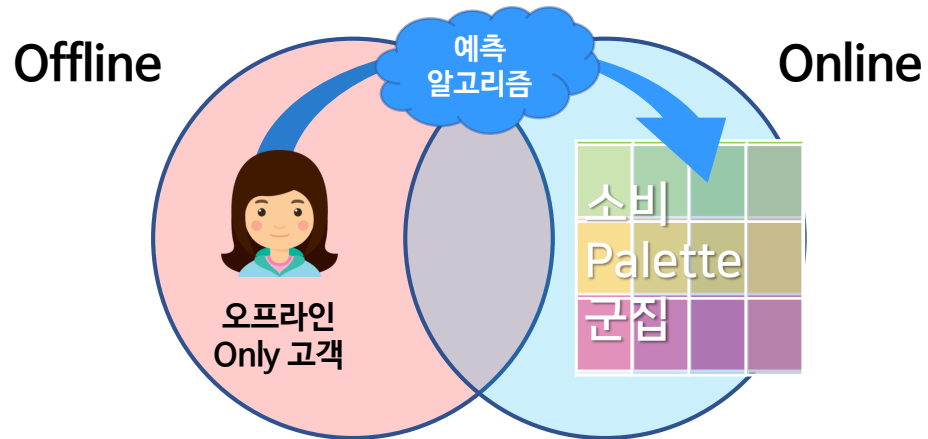 Offline
예측
알고리즘
Online
오프라인
Only 고객
소비
Palette
군집